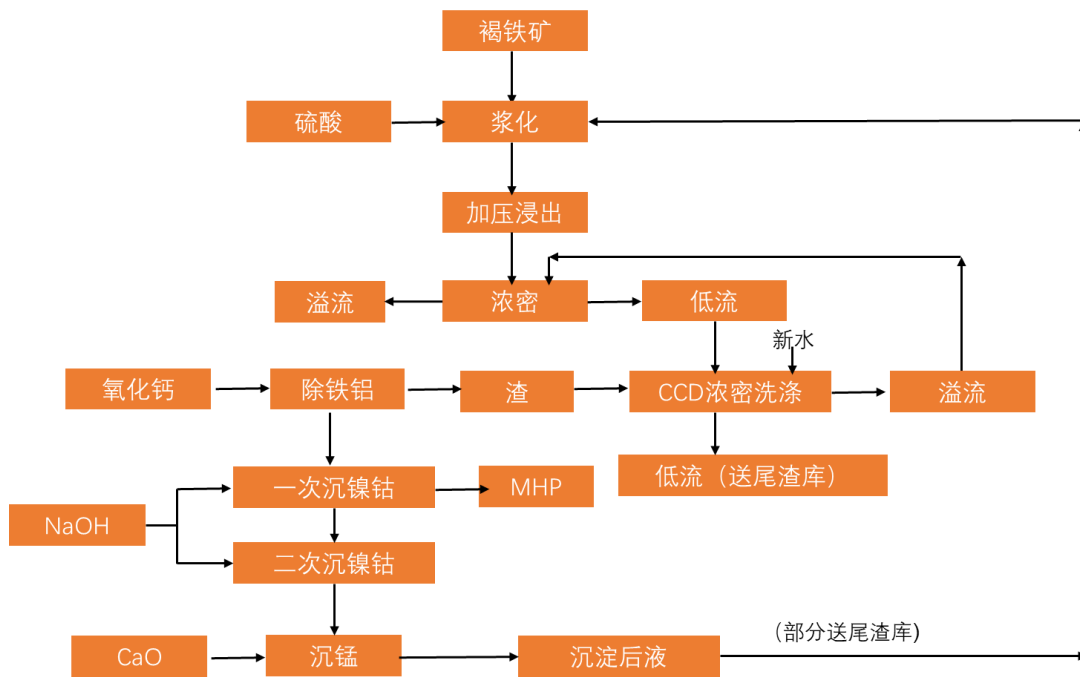 褐铁矿
硫酸
浆化
加压浸出
溢流
浓密
低流
新水
氧化钙
除铁铝
渣
CCD浓密洗涤
溢流
低流（送尾渣库）
一次沉镍钴
MHP
NaOH
二次沉镍钴
（部分送尾渣库)
CaO
沉锰
沉淀后液